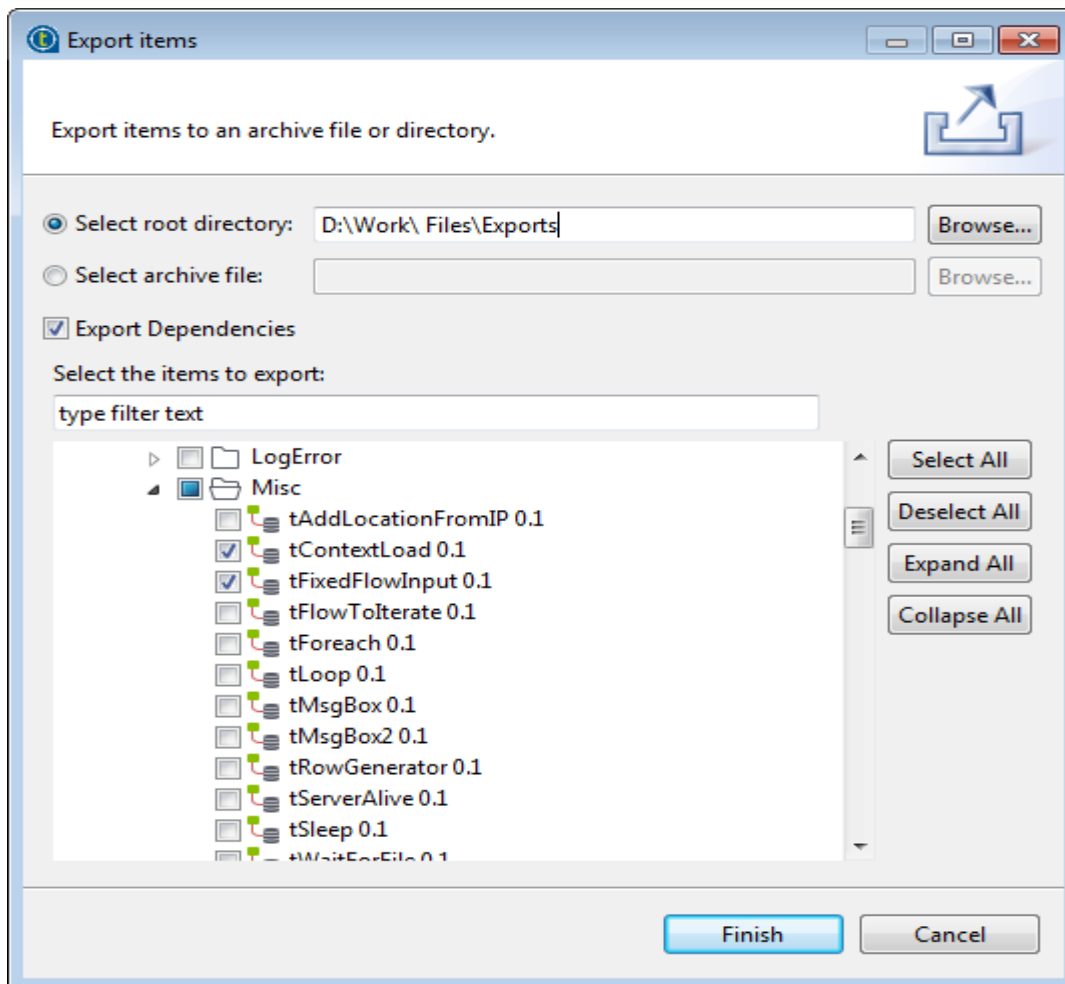 Export items
Export items to an archive file or directory.
Select root directory: D:\Work\ Files\Exports Browse...
Select archive file: Browse...
Export Dependencies
Select the items to export:
type filter text
LogError
Select All
Misc
tAddLocationFromIP 0.1
Deselect All
tContextLoad 0.1
Expand All
tFixedFlowInput 0.1
tFlowToIterate 0.1
Collapse All
tForeach 0.1
tLoop 0.1
tMsgBox 0.1
tMsgBox2 0.1
tRowGenerator 0.1
tServerAlive 0.1
tSleep 0.1
tWaitForFile 0.1
Finish Cancel